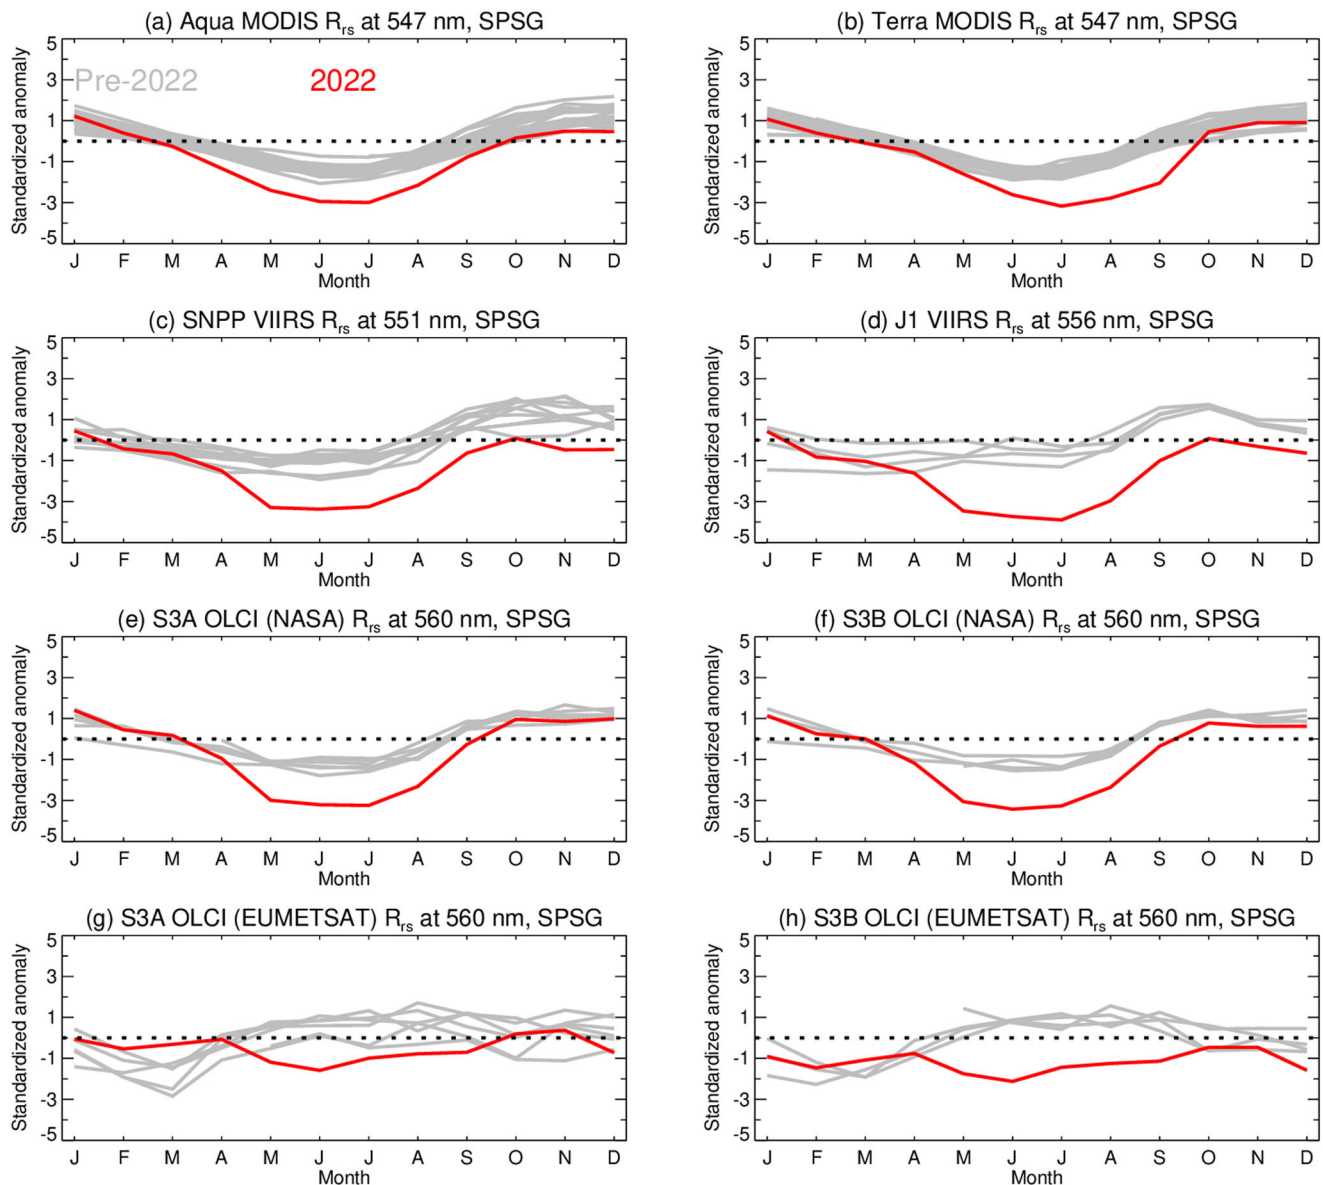 (a) Aqua MODIS Rrs at 547 nm, SPSG
5
3
1
-1
-3
-5
Standardized anomaly
Pre-2022
2022
J F M A M J J A S O N D
Month
(b) Terra MODIS Rrs at 547 nm, SPSG
5
3
1
-1
-3
-5
Standardized anomaly
J F M A M J J A S O N D
Month
(c) SNPP VIIRS Rrs at 551 nm, SPSG
5
3
1
-1
-3
-5
Standardized anomaly
J F M A M J J A S O N D
Month
(d) J1 VIIRS Rrs at 556 nm, SPSG
5
3
1
-1
-3
-5
Standardized anomaly
J F M A M J J A S O N D
Month
(e) S3A OLCI (NASA) Rrs at 560 nm, SPSG
5
3
1
-1
-3
-5
Standardized anomaly
J F M A M J J A S O N D
Month
(f) S3B OLCI (NASA) Rrs at 560 nm, SPSG
5
3
1
-1
-3
-5
Standardized anomaly
J F M A M J J A S O N D
Month
(g) S3A OLCI (EUMETSAT) Rrs at 560 nm, SPSG
5
3
1
-1
-3
-5
Standardized anomaly
J F M A M J J A S O N D
Month
(h) S3B OLCI (EUMETSAT) Rrs at 560 nm, SPSG
5
3
1
-1
-3
-5
Standardized anomaly
J F M A M J J A S O N D
Month